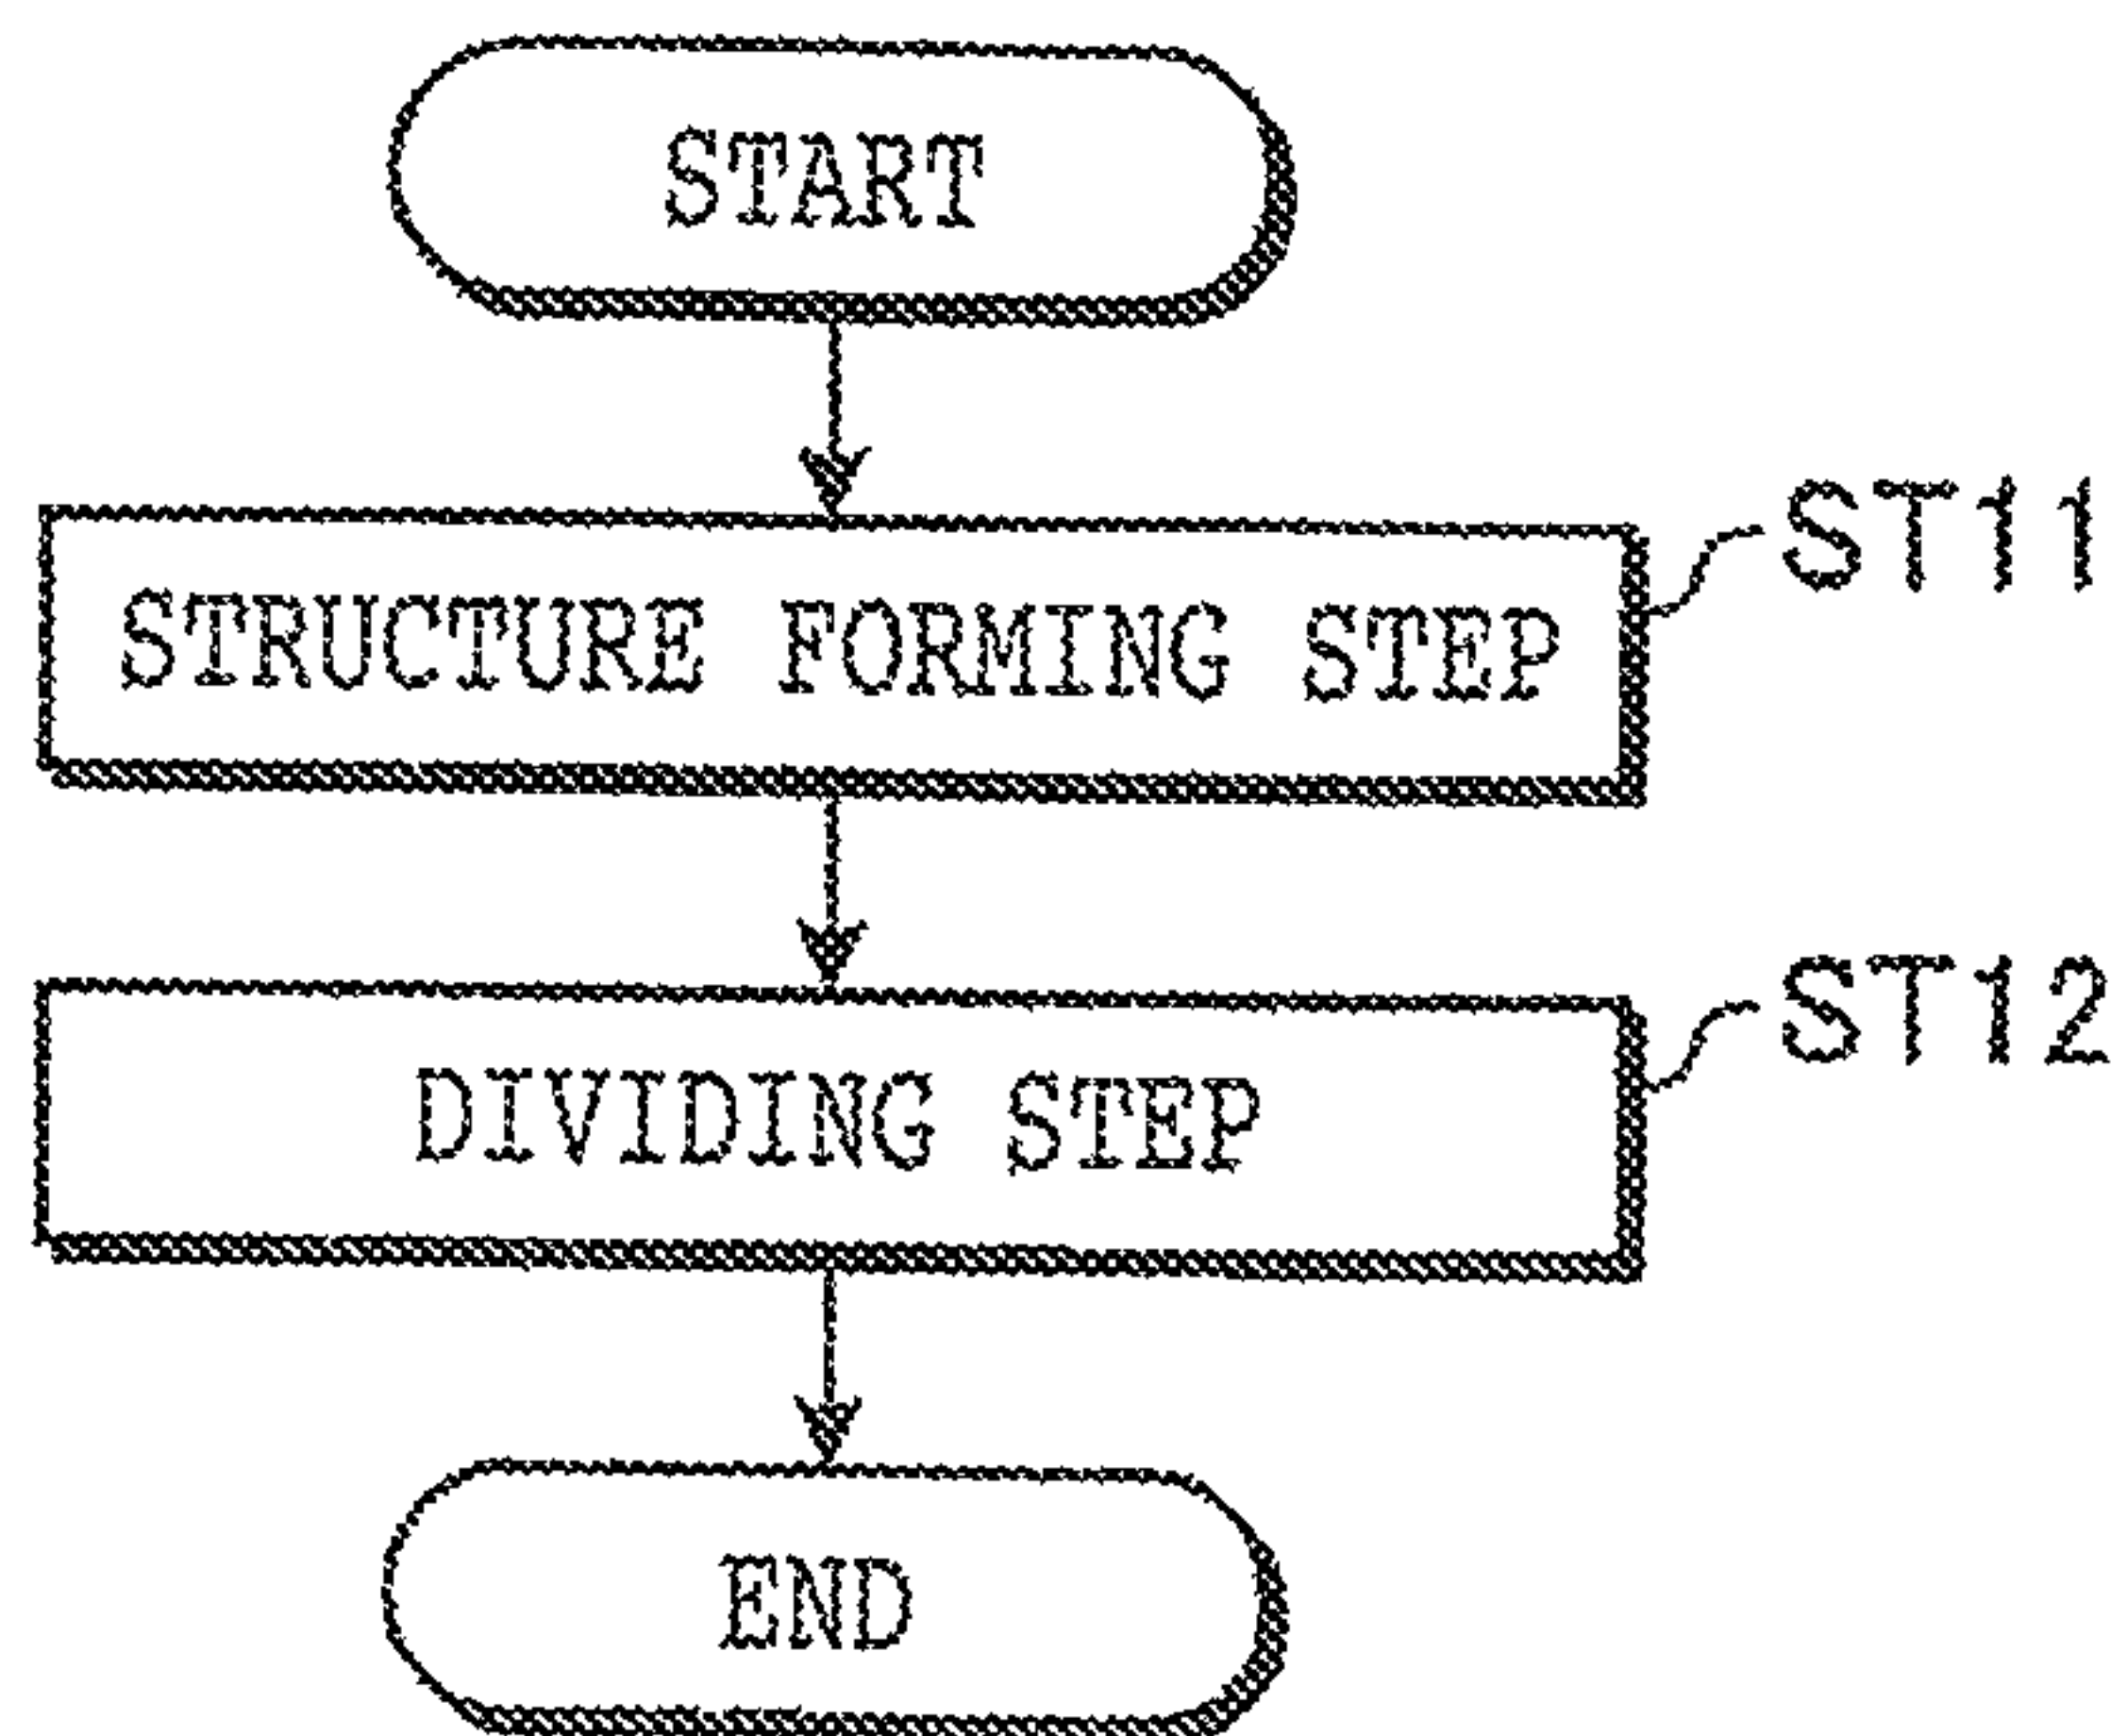 START
ST11
STRUCTURE FORMING STEP
ST12
DIVIDING STEP
END